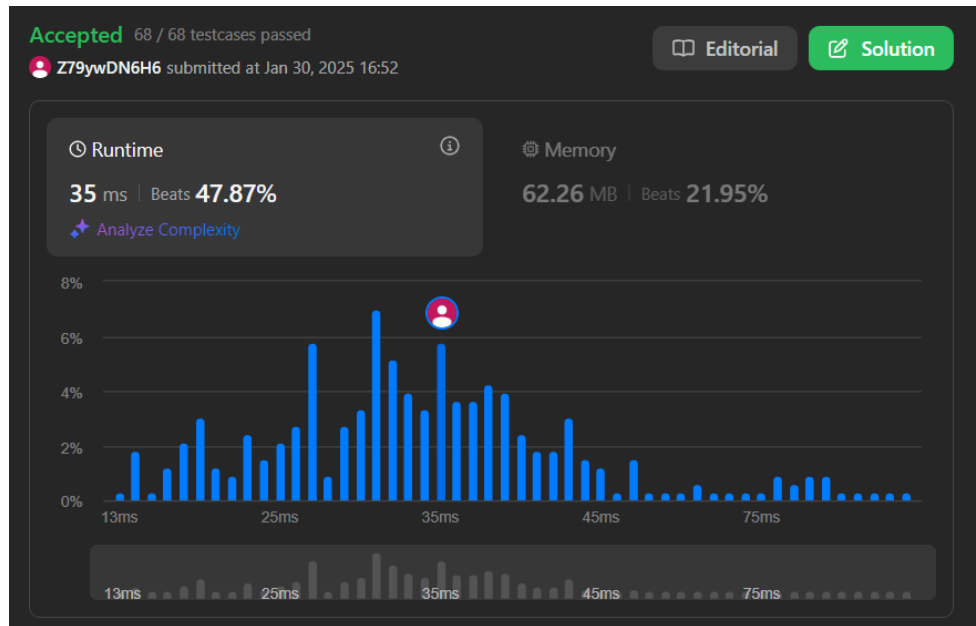 Accepted 68 / 68 testcases passed
Editorial
Solution
Z79ywDN6H6 submitted at Jan 30, 2025 16:52
Runtime
35 ms | Beats 47.87%
Analyze Complexity
Memory
62.26 MB | Beats 21.95%
8%
6%
4%
2%
0%
13ms 25ms 35ms 45ms 75ms
13ms 25ms 35ms 45ms 75ms